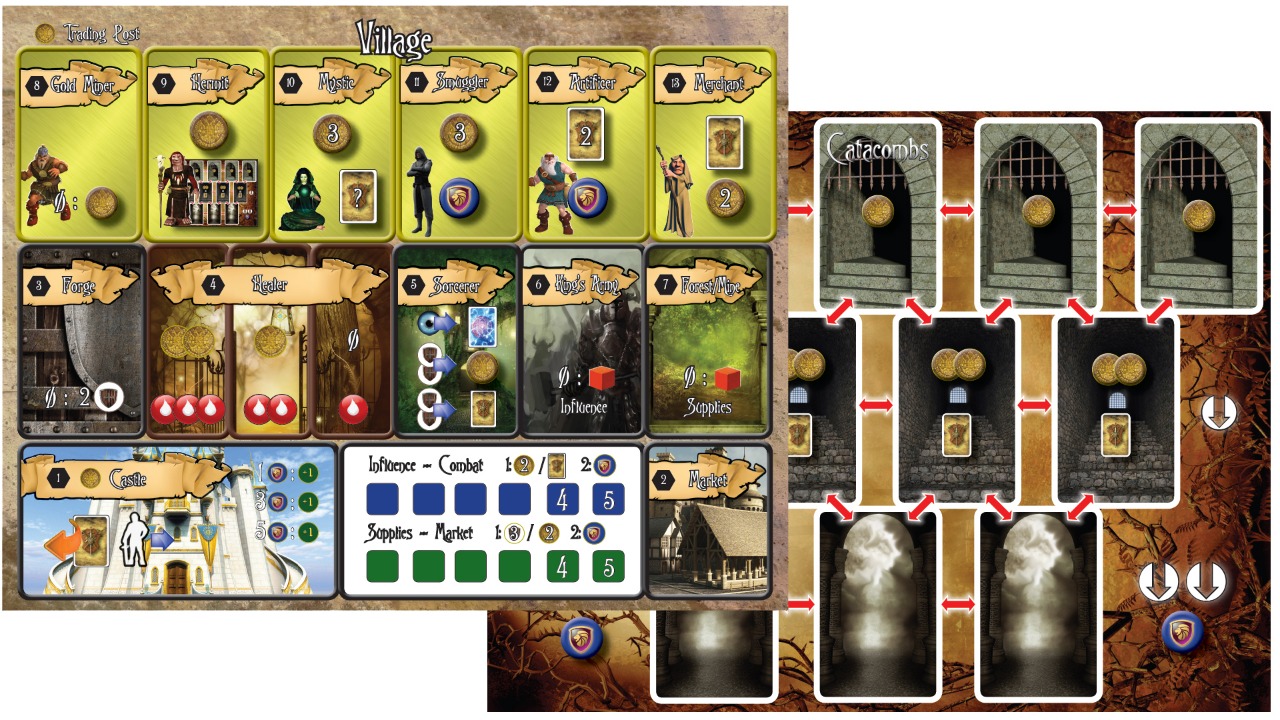 Trading Post
Village
8 Gold Miner
9 Hermit
10 Mystic
11 Smuggler
12 Artificer
13 Merchant
3
3
2
?
2
Ø:
3 Forge
4 Healer
5 Sorcerer
6 King's Ring
7 Forest/Mine
Ø
Ø: 2
Ø:
Influence
Ø:
Supplies
1 Castle
1 : +1
3 : +1
5 : +1
Influence - Combat 1: 2 / 2:
4 5
Supplies - Market 1: 3 / 2 2:
4 5
2 Market
Catacombs